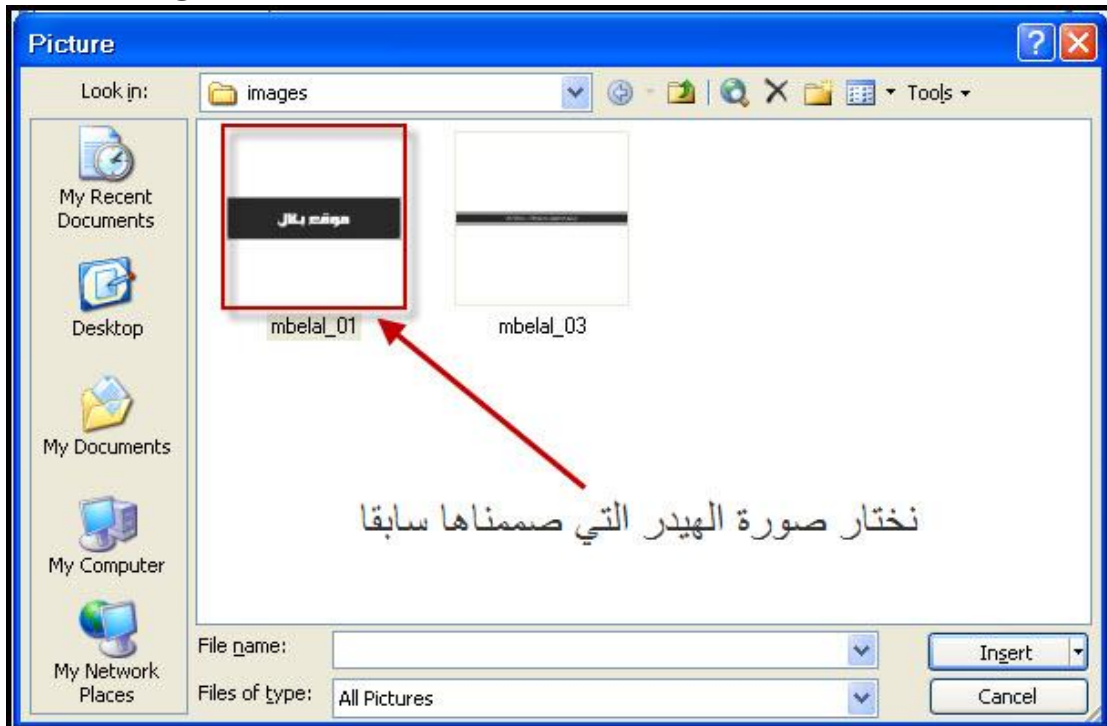 Picture
Look in:
images
Tools
My Recent
Documents
Desktop
My Documents
My Computer
My Network
Places
موقع بلال
mbelal_01
mbelal_03
نختار صورة الهيدر التي صممناها سابقا
File name:
Insert
Files of type:
All Pictures
Cancel